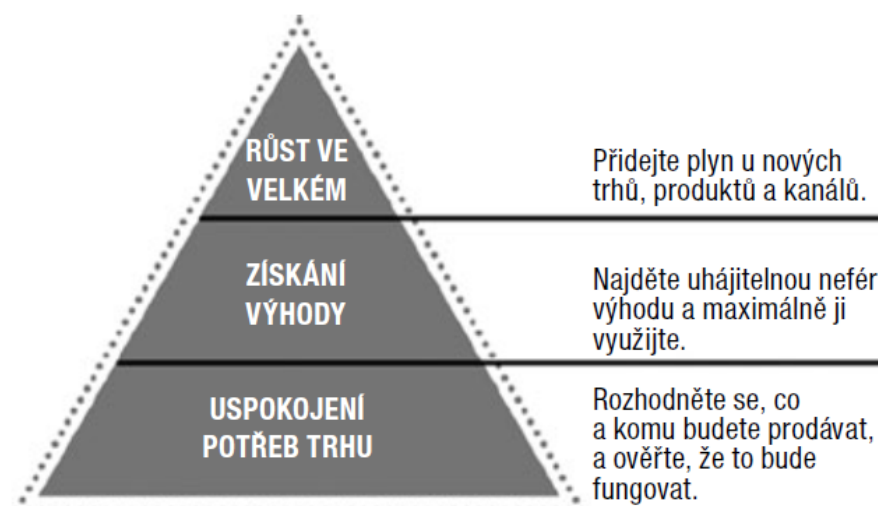 RŮST VE
VELKÉM
Přidejte plyn u nových
trhů, produktů a kanálů.
ZÍSKÁNÍ
VÝHODY
Najděte uhájitelnou nefér
výhodu a maximálně ji
využijte.
USPOKOJENÍ
POTŘEB TRHU
Rozhodněte se, co
a komu budete prodávat,
a ověřte, že to bude
fungovat.